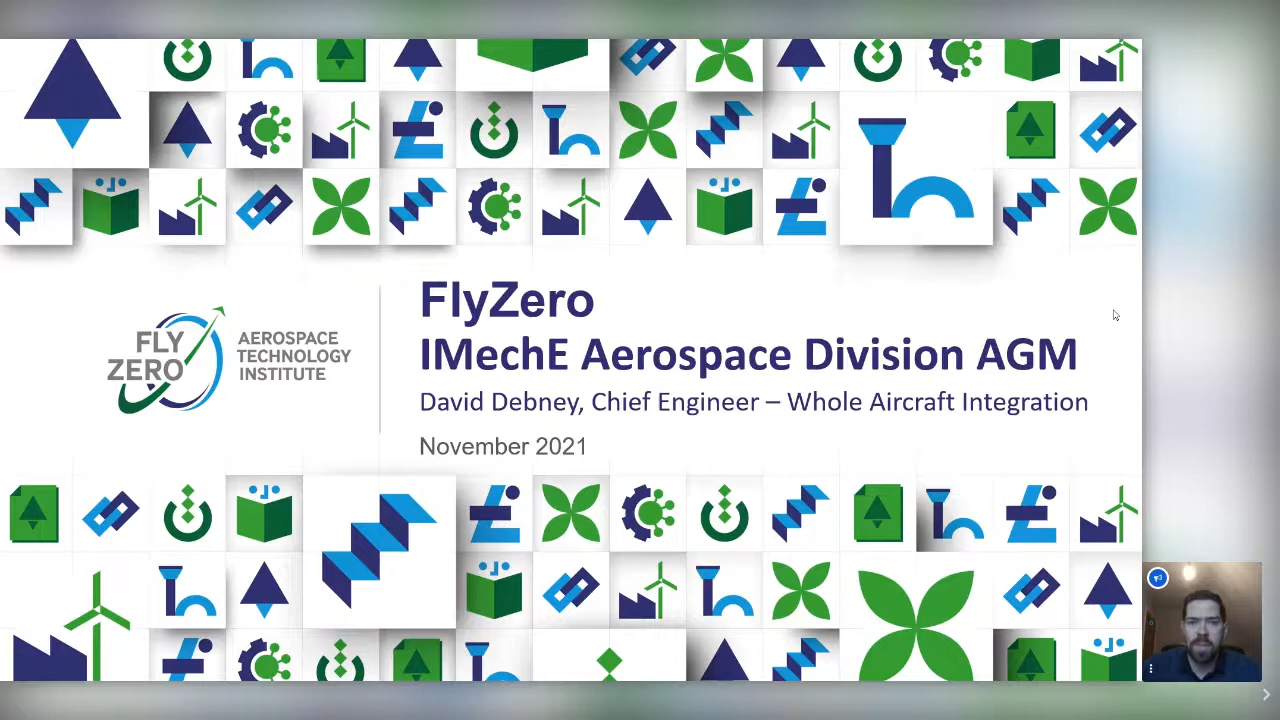 FlyZero
IMechE Aerospace Division AGM
David Debney, Chief Engineer – Whole Aircraft Integration
November 2021
FLY
ZERO
AEROSPACE
TECHNOLOGY
INSTITUTE